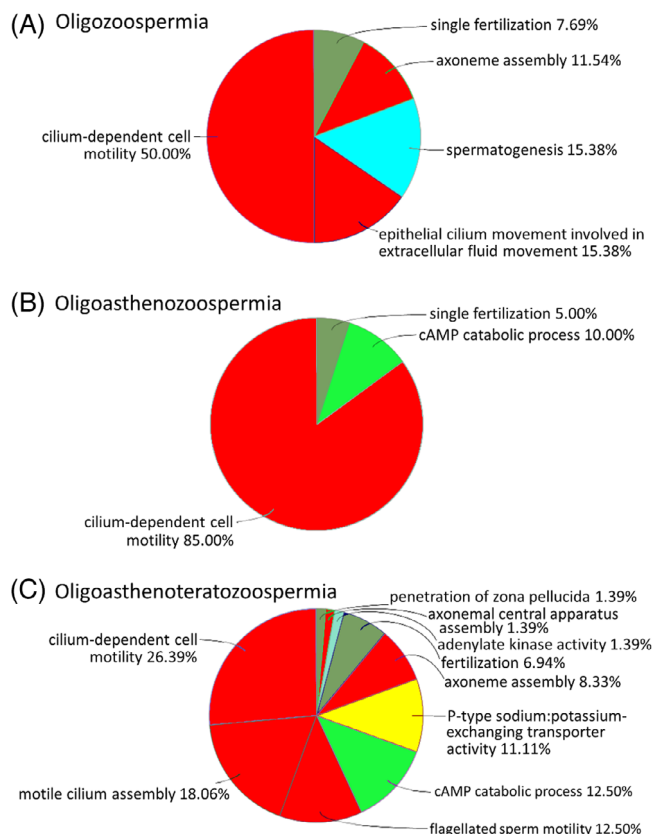 (A) Oligozoospermia
single fertilization 7.69%
axoneme assembly 11.54%
cilium-dependent cell
motility 50.00%
spermatogenesis 15.38%
epithelial cilium movement involved in
extracellular fluid movement 15.38%
(B) Oligoasthenozoospermia
single fertilization 5.00%
cAMP catabolic process 10.00%
cilium-dependent cell
motility 85.00%
(C) Oligoasthenoteratozoospermia
penetration of zona pellucida 1.39%
axonemal central apparatus
assembly 1.39%
adenylate kinase activity 1.39%
fertilization 6.94%
axoneme assembly 8.33%
cilium-dependent cell
motility 26.39%
P-type sodium:potassium-
exchanging transporter
activity 11.11%
motile cilium assembly 18.06%
cAMP catabolic process 12.50%
flagellated sperm motility 12.50%